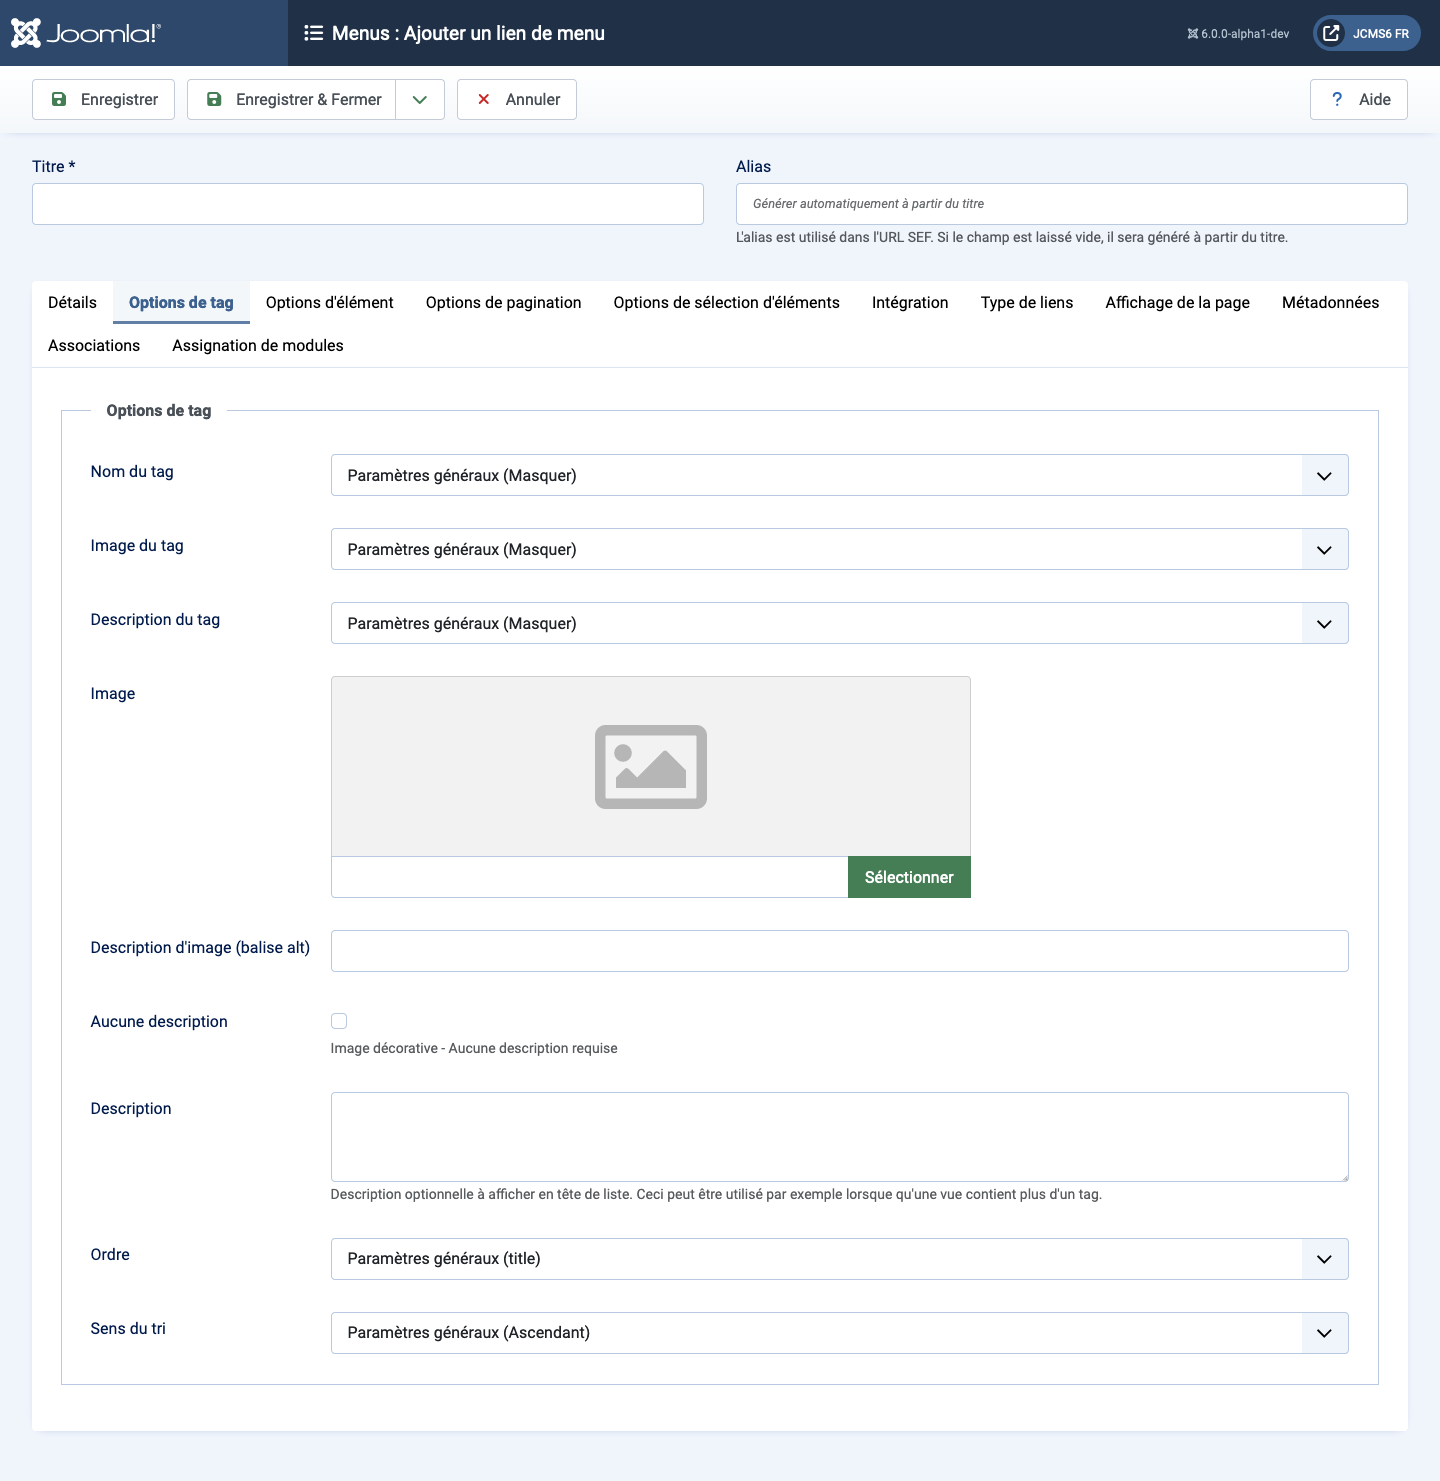 Joomla!®
Menus : Ajouter un lien de menu
6.0.0-alpha1-dev
JCMS6 FR
Enregistrer
Enregistrer & Fermer
Annuler
? Aide
Titre *
Alias
Générer automatiquement à partir du titre
L'alias est utilisé dans l'URL SEF. Si le champ est laissé vide, il sera généré à partir du titre.
Détails Options de tag Options d'élément Options de pagination Options de sélection d'éléments Intégration Type de liens Affichage de la page Métadonnées
Associations Assignation de modules
Options de tag
Nom du tag
Paramètres généraux (Masquer)
Image du tag
Paramètres généraux (Masquer)
Description du tag
Paramètres généraux (Masquer)
Image
Sélectionner
Description d'image (balise alt)
Aucune description
Image décorative - Aucune description requise
Description
Description optionnelle à afficher en tête de liste. Ceci peut être utilisé par exemple lorsque qu'une vue contient plus d'un tag.
Ordre
Paramètres généraux (title)
Sens du tri
Paramètres généraux (Ascendant)